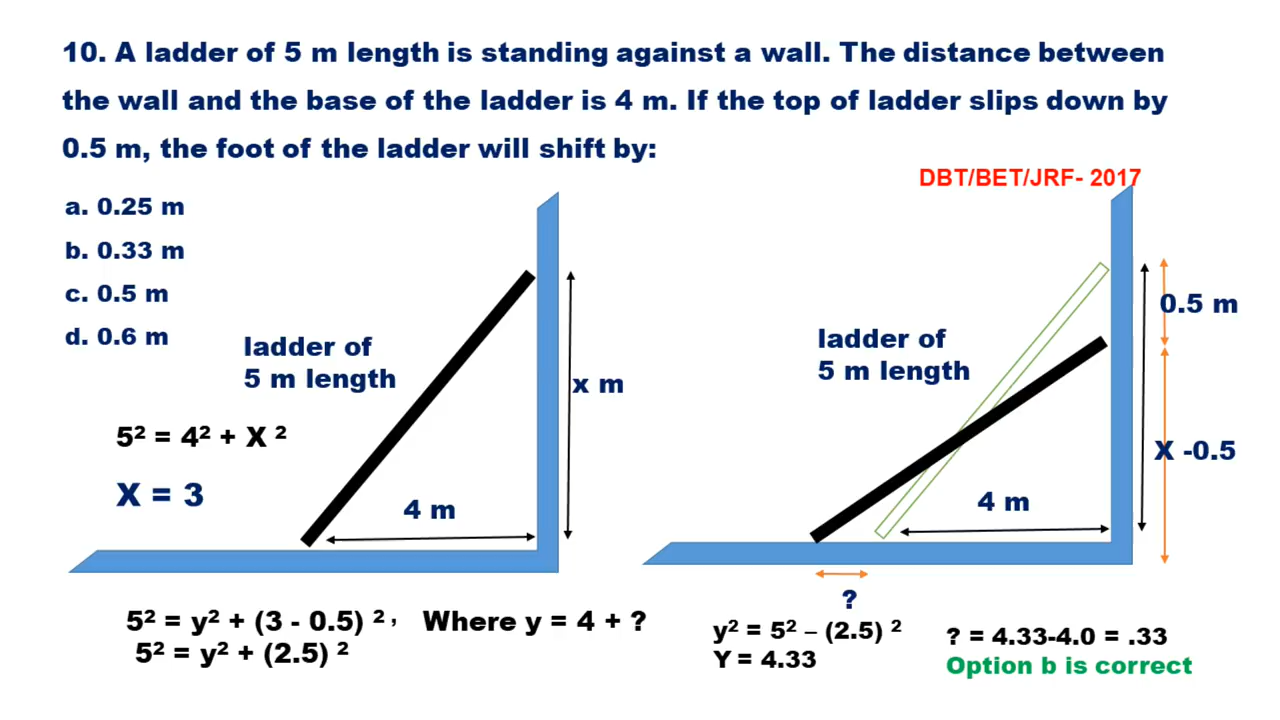 10. A ladder of 5 m length is standing against a wall. The distance between
the wall and the base of the ladder is 4 m. If the top of ladder slips down by
0.5 m, the foot of the ladder will shift by:
DBT/BET/JRF- 2017
a. 0.25 m
b. 0.33 m
c. 0.5 m
d. 0.6 m
ladder of
5 m length
x m
4 m
5² = 4² + X ²
X = 3
ladder of
5 m length
0.5 m
X -0.5
4 m
?
5² = y² + (3 - 0.5) ² , Where y = 4 + ?
5² = y² + (2.5) ²
y² = 5² – (2.5) ²
Y = 4.33
? = 4.33-4.0 = .33
Option b is correct